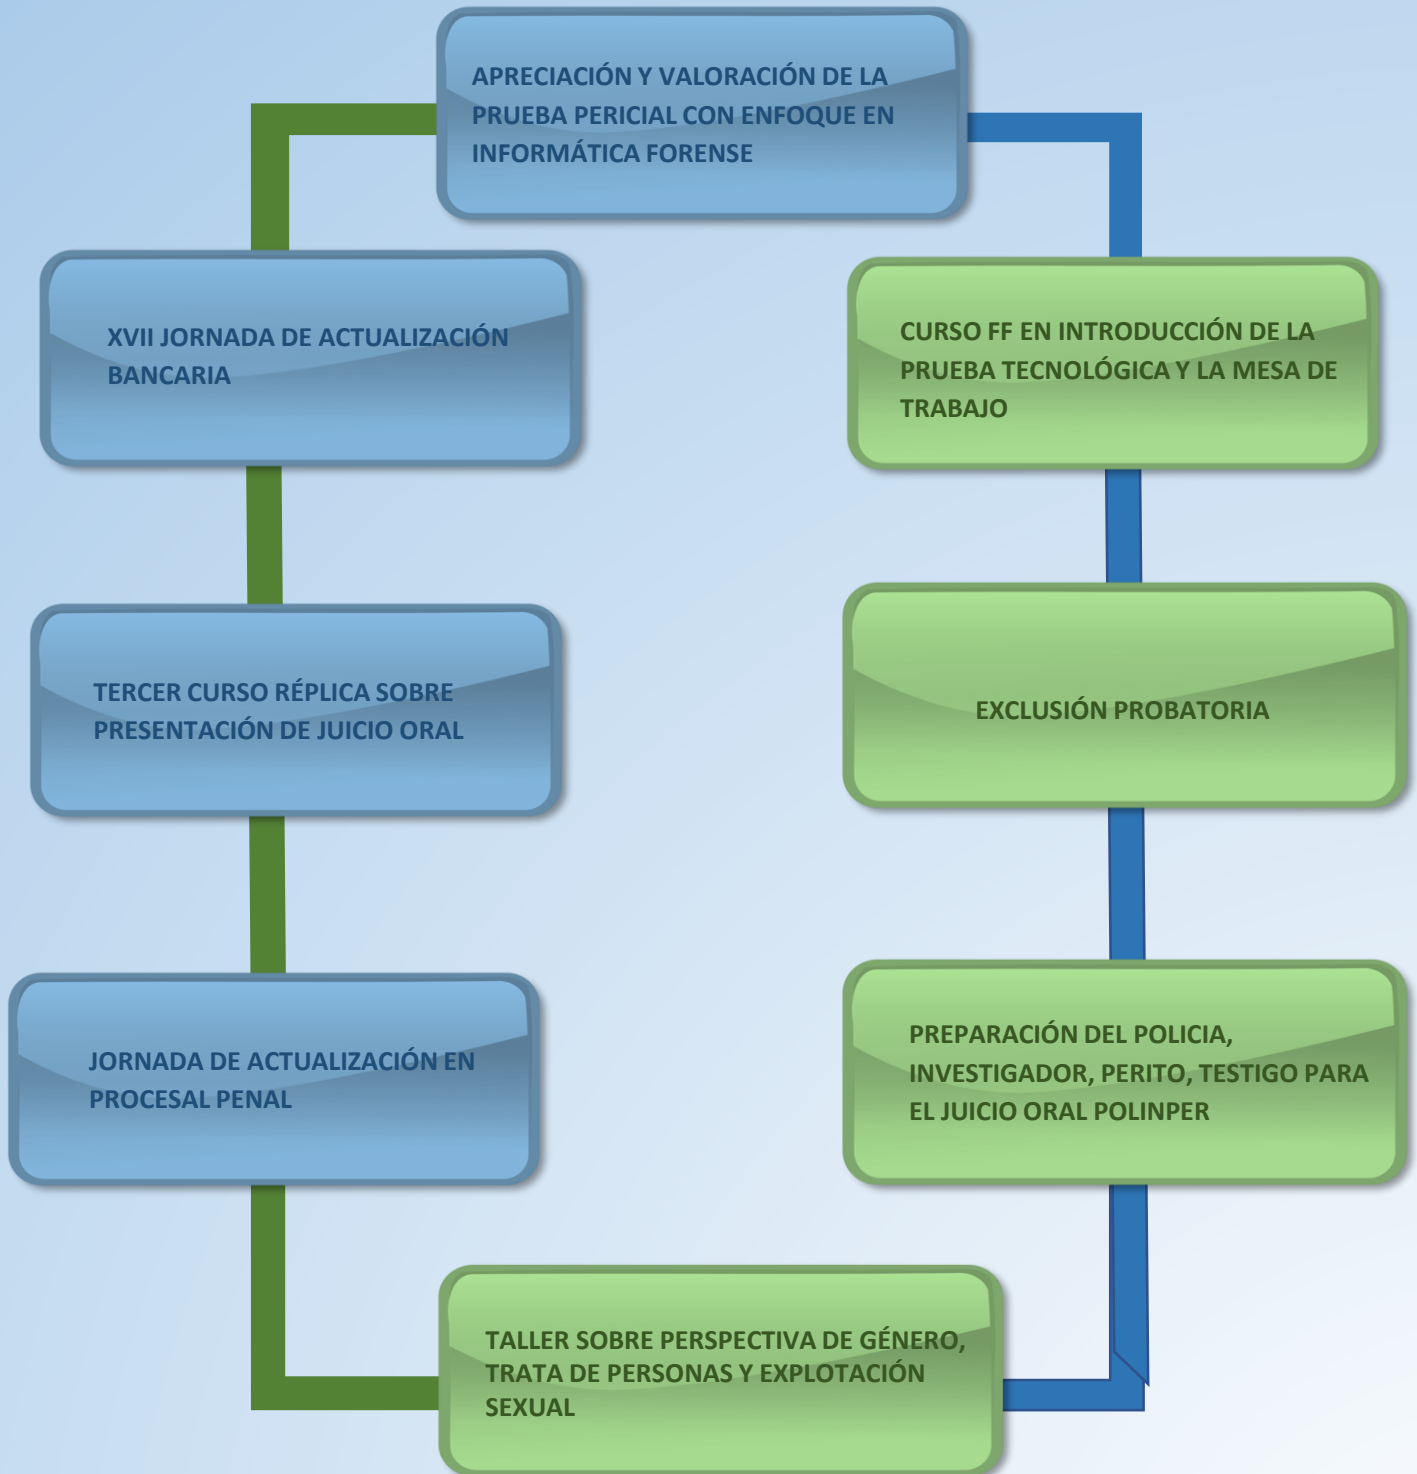 APRECIACIÓN Y VALORACIÓN DE LA
PRUEBA PERICIAL CON ENFOQUE EN
INFORMÁTICA FORENSE
XVII JORNADA DE ACTUALIZACIÓN
BANCARIA
CURSO FF EN INTRODUCCIÓN DE LA
PRUEBA TECNOLÓGICA Y LA MESA DE
TRABAJO
TERCER CURSO RÉPLICA SOBRE
PRESENTACIÓN DE JUICIO ORAL
EXCLUSIÓN PROBATORIA
JORNADA DE ACTUALIZACIÓN EN
PROCESAL PENAL
PREPARACIÓN DEL POLICIA,
INVESTIGADOR, PERITO, TESTIGO PARA
EL JUICIO ORAL POLINPER
TALLER SOBRE PERSPECTIVA DE GÉNERO,
TRATA DE PERSONAS Y EXPLOTACIÓN
SEXUAL